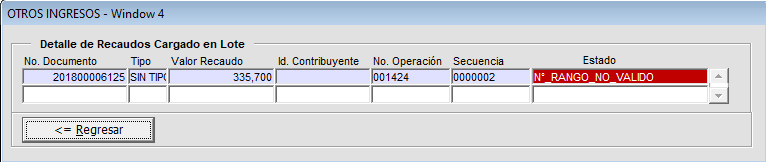 OTROS INGRESOS - Window 4
Detalle de Recaudos Cargado en Lote
No. Documento Tipo Valor Recaudo Id. Contribuyente No. Operación Secuencia Estado
201800006125 SIN TIPO 335,700 001424 0000002 N°_RANGO_NO_VALIDO
<= Regresar